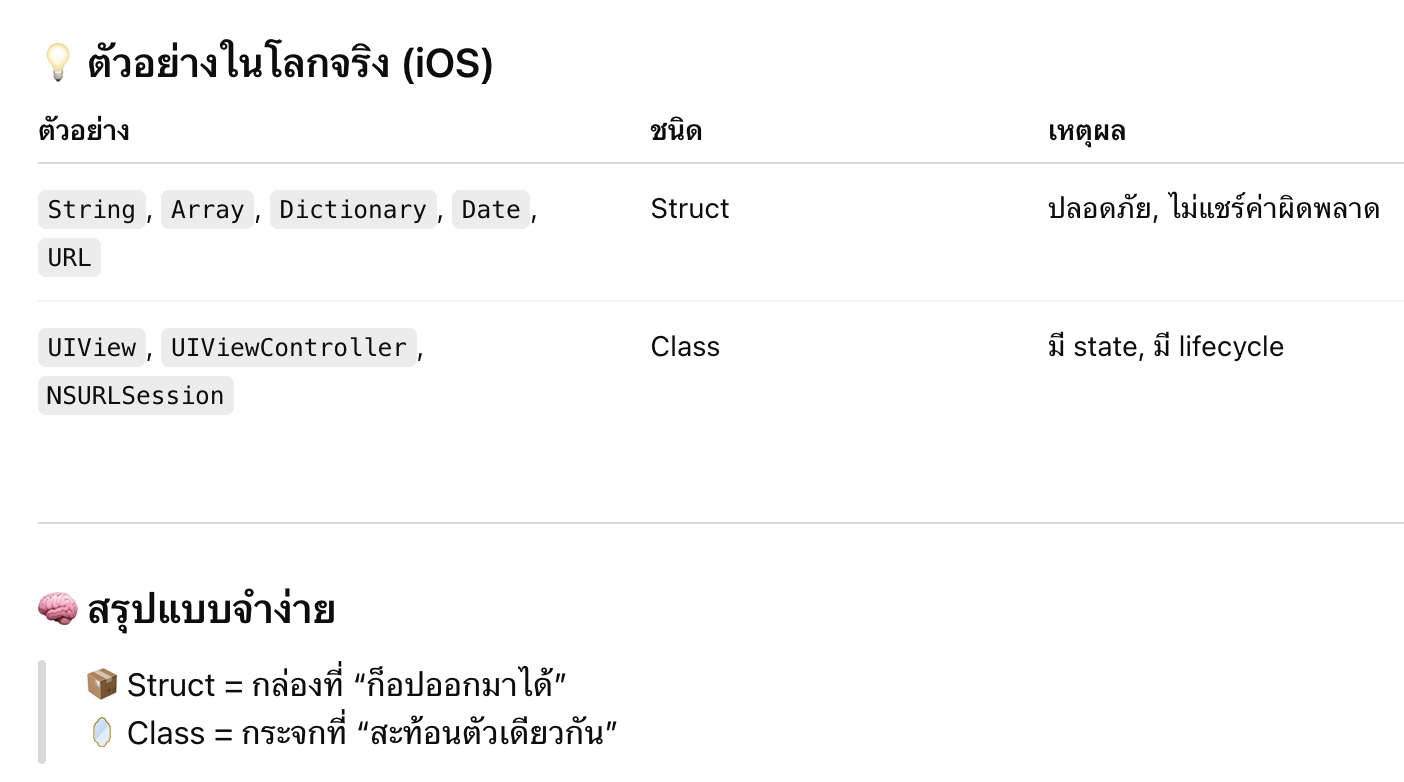 💡 ตัวอย่างในโลกจริง (iOS)
ตัวอย่าง ชนิด เหตุผล
String, Array, Dictionary, Date, Struct ปลอดภัย, ไม่แชร์ค่าผิดพลาด
URL
UIView, UIViewController, Class มี state, มี lifecycle
NSURLSession
🧠 สรุปแบบจำง่าย
📦 Struct = กล่องที่ “ก็อปออกมาได้”
🪞 Class = กระจกที่ “สะท้อนตัวเดียวกัน”